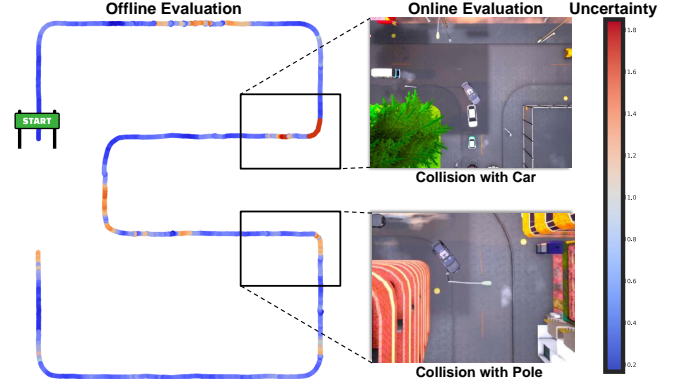 Offline Evaluation
Online Evaluation
Uncertainty
START
Collision with Car
Collision with Pole
1.8
1.6
1.4
1.2
1.0
0.8
0.6
0.4
0.2